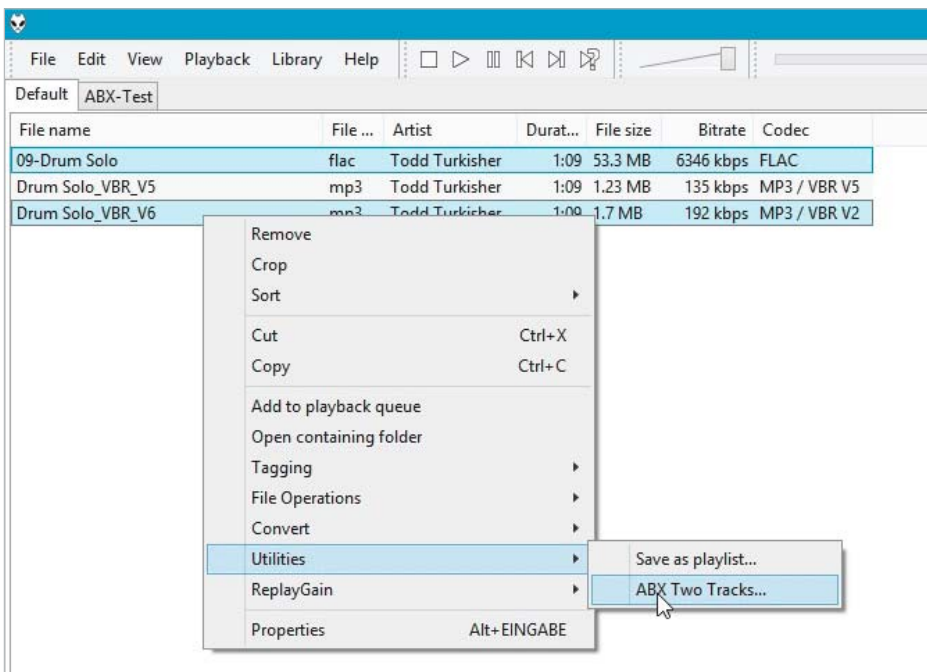 File Edit View Playback Library Help
Default ABX-Test
File name File ... Artist Durat... File size Bitrate Codec
09-Drum Solo flac Todd Turkisher 1:09 53.3 MB 6346 kbps FLAC
Drum Solo_VBR_V5 mp3 Todd Turkisher 1:09 1.23 MB 135 kbps MP3 / VBR V5
Drum Solo_VBR_V6 mp3 Todd Turkisher 1:09 1.7 MB 192 kbps MP3 / VBR V2
Remove
Crop
Sort
Cut Ctrl+X
Copy Ctrl+C
Add to playback queue
Open containing folder
Tagging
File Operations
Convert
Utilities
Save as playlist...
ReplayGain
ABX Two Tracks...
Properties Alt+EINGABE